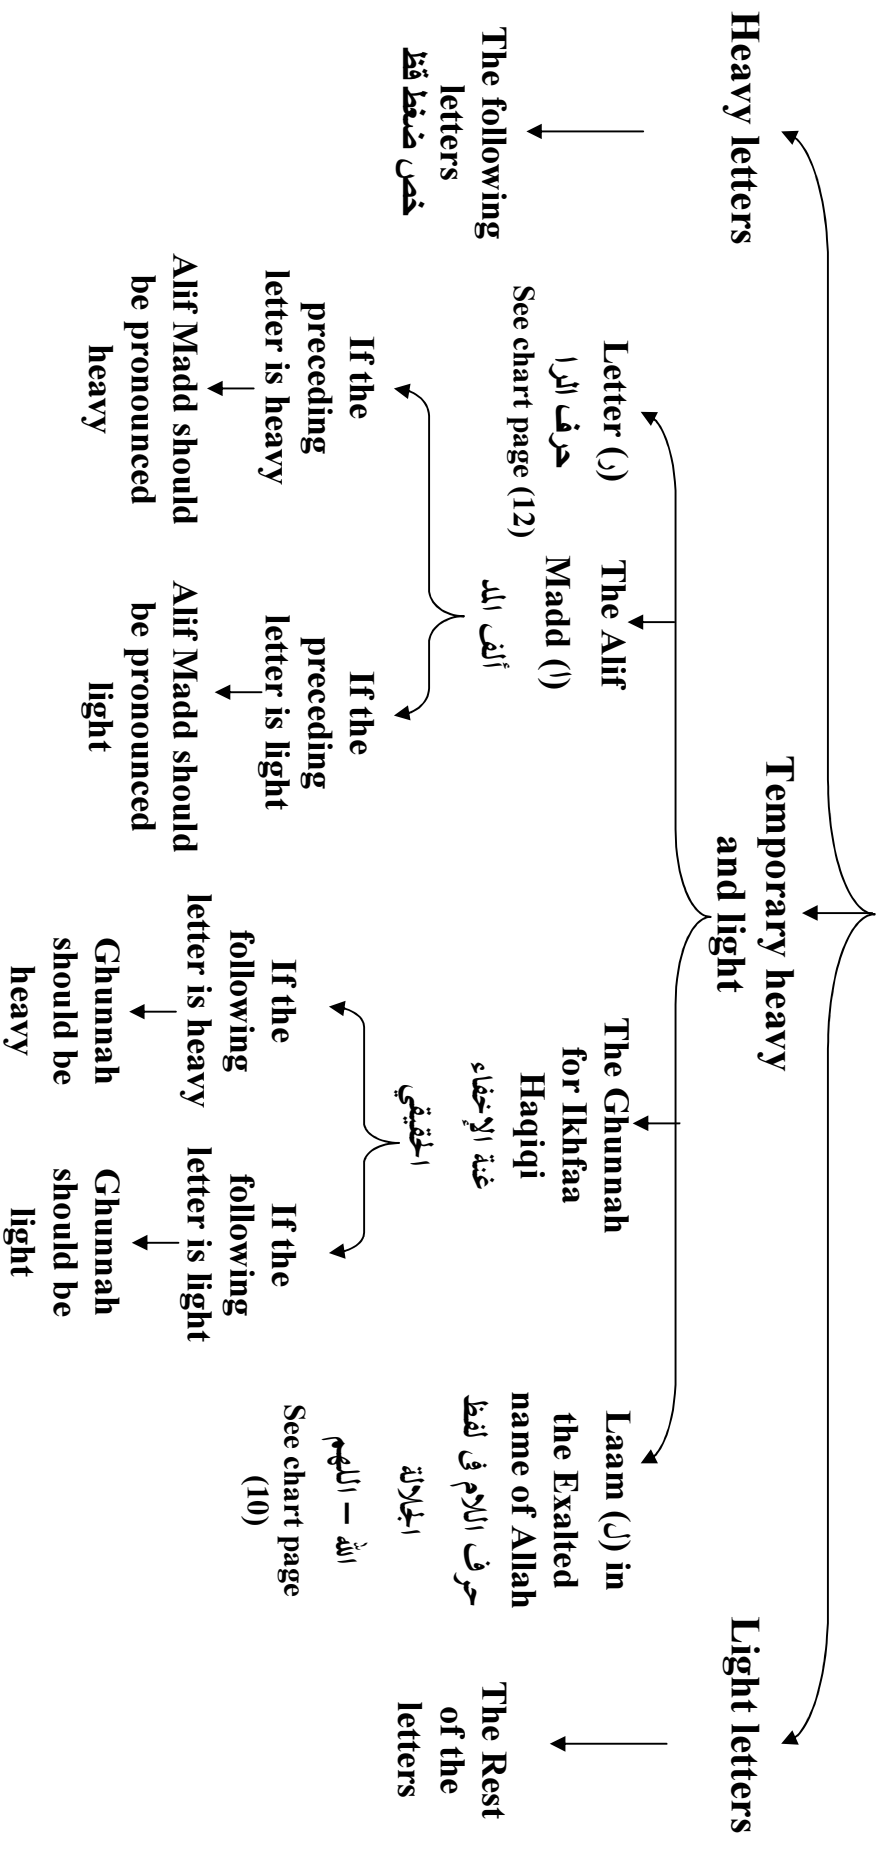 Heavy letters
The following
letters
خص ضغط قظ
Temporary heavy
and light
Letter (ر)
حرف الرا
See chart page (12)
The Alif
Madd (ا)
ألف المد
If the
preceding
letter is heavy
Alif Madd should
be pronounced
heavy
If the
preceding
letter is light
Alif Madd should
be pronounced
light
The Ghunnah
for Ikhfaa
Haqiqi
غنة الإخفاء
الحقيقي
If the
following
letter is heavy
Ghunnah
should be
heavy
If the
following
letter is light
Ghunnah
should be
light
Laam (ل) in
the Exalted
name of Allah
حرف اللام فى لفظ
الجلالة
الله – اللهم
See chart page
(10)
Light letters
The Rest
of the
letters